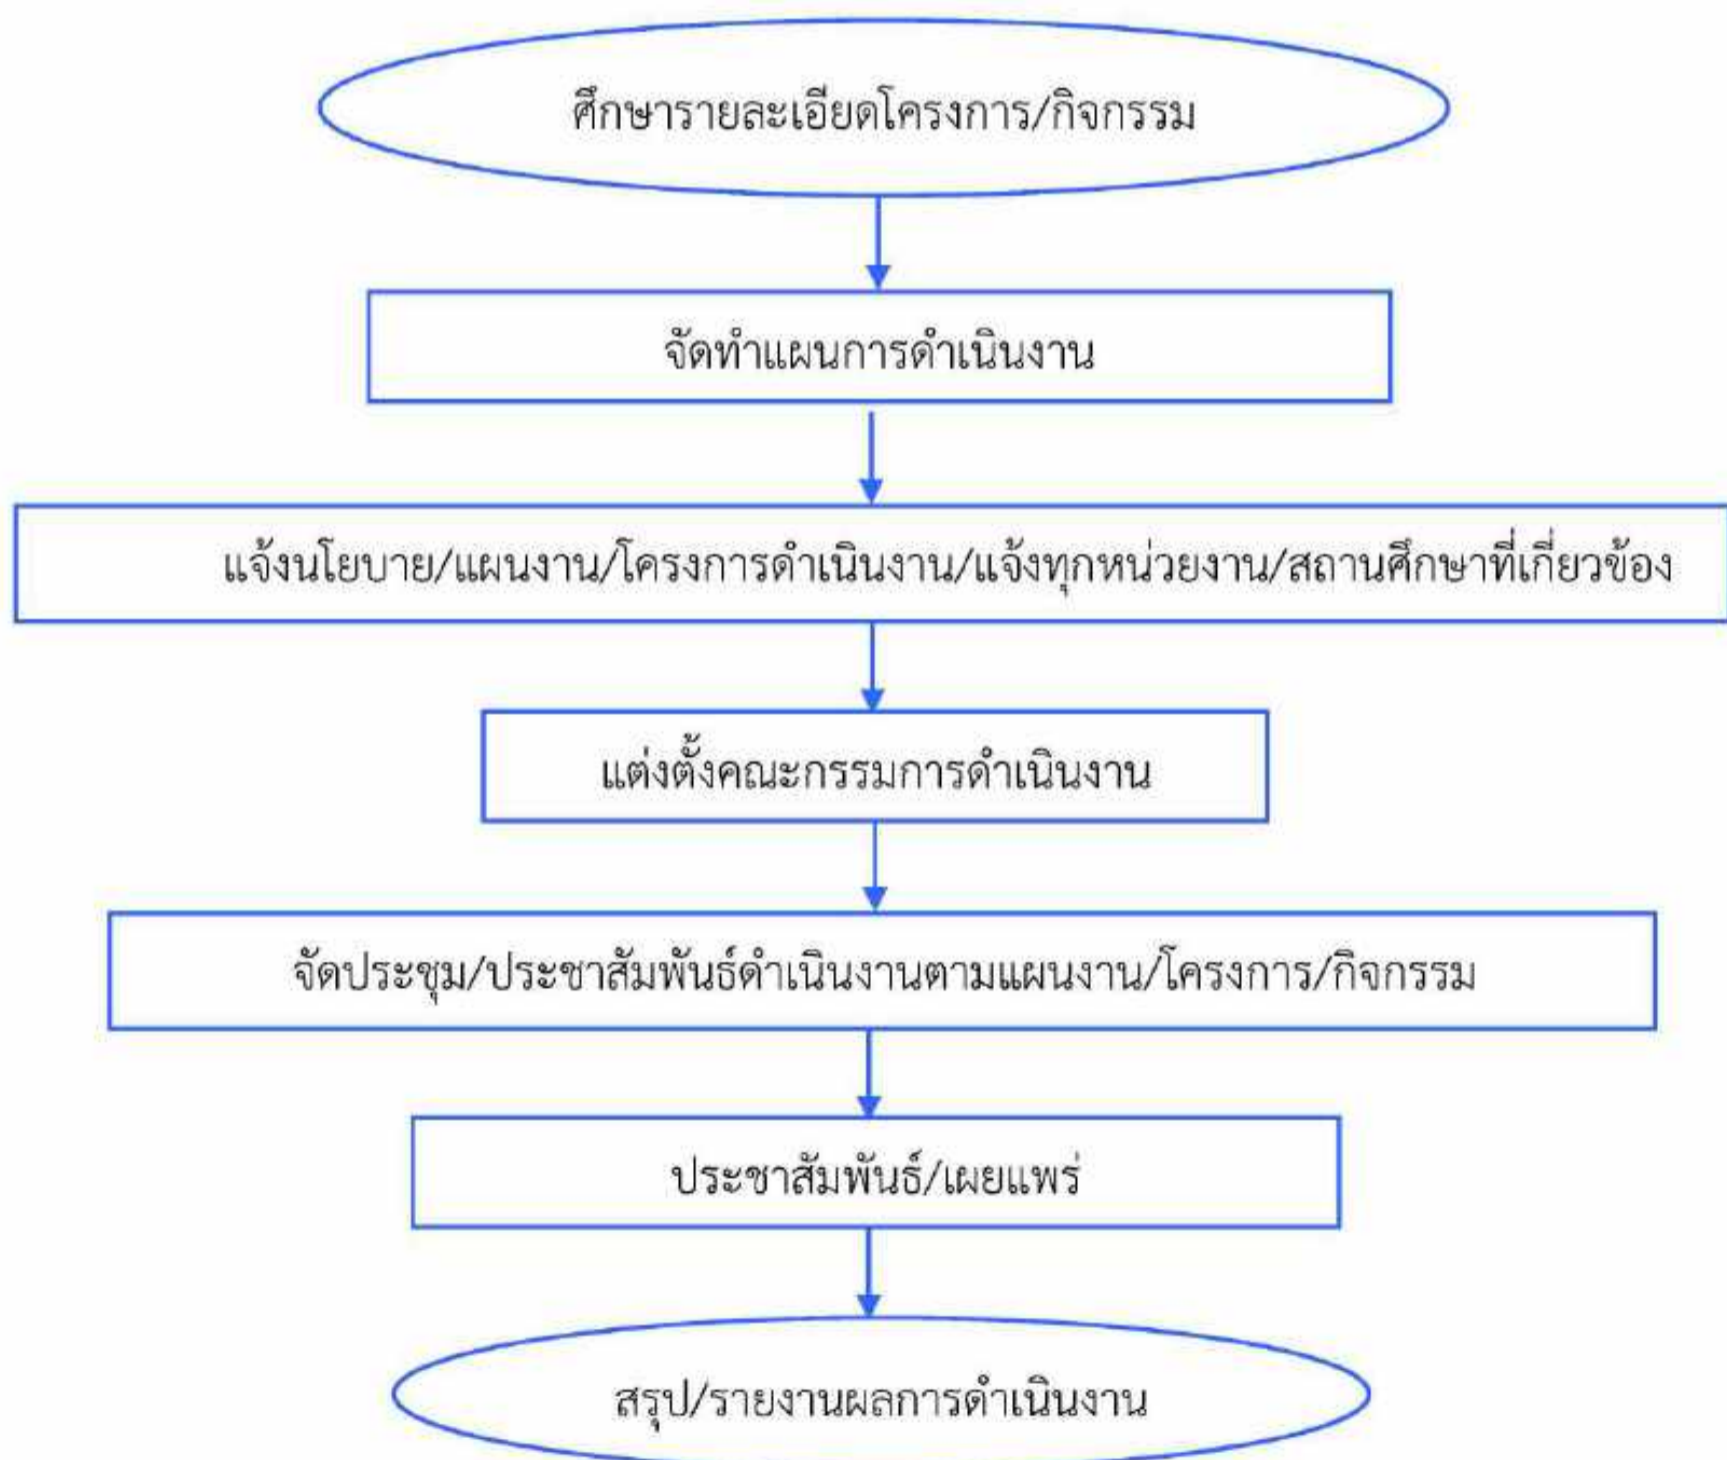 ศึกษารายละเอียดโครงการ/กิจกรรม
จัดทำแผนการดำเนินงาน
แจ้งนโยบาย/แผนงาน/โครงการดำเนินงาน/แจ้งทุกหน่วยงาน/สถานศึกษาที่เกี่ยวข้อง
แต่งตั้งคณะกรรมการดำเนินงาน
จัดประชุม/ประชาสัมพันธ์ดำเนินงานตามแผนงาน/โครงการ/กิจกรรม
ประชาสัมพันธ์/เผยแพร่
สรุป/รายงานผลการดำเนินงาน